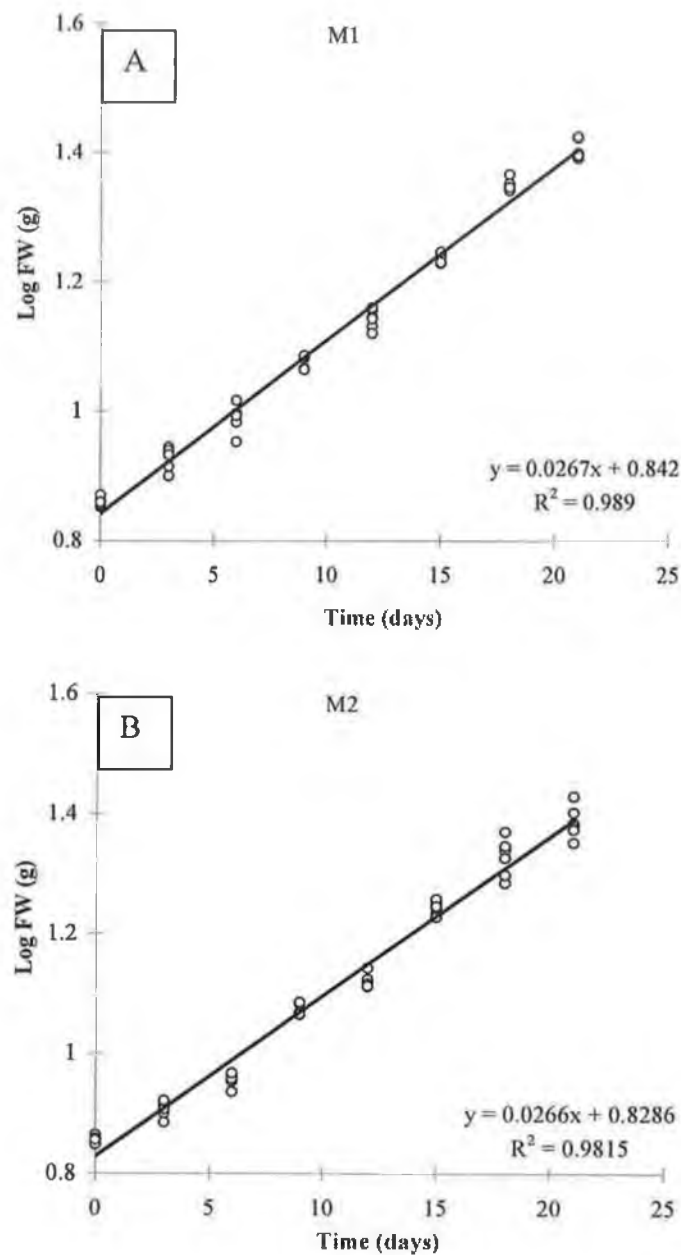 M1
A
1.6
1.4
1.2
1
0.8
Log FW (g)
y = 0.0267x + 0.842
R² = 0.989
0 5 10 15 20 25
Time (days)
M2
B
1.6
1.4
1.2
1
0.8
Log FW (g)
y = 0.0266x + 0.8286
R² = 0.9815
0 5 10 15 20 25
Time (days)